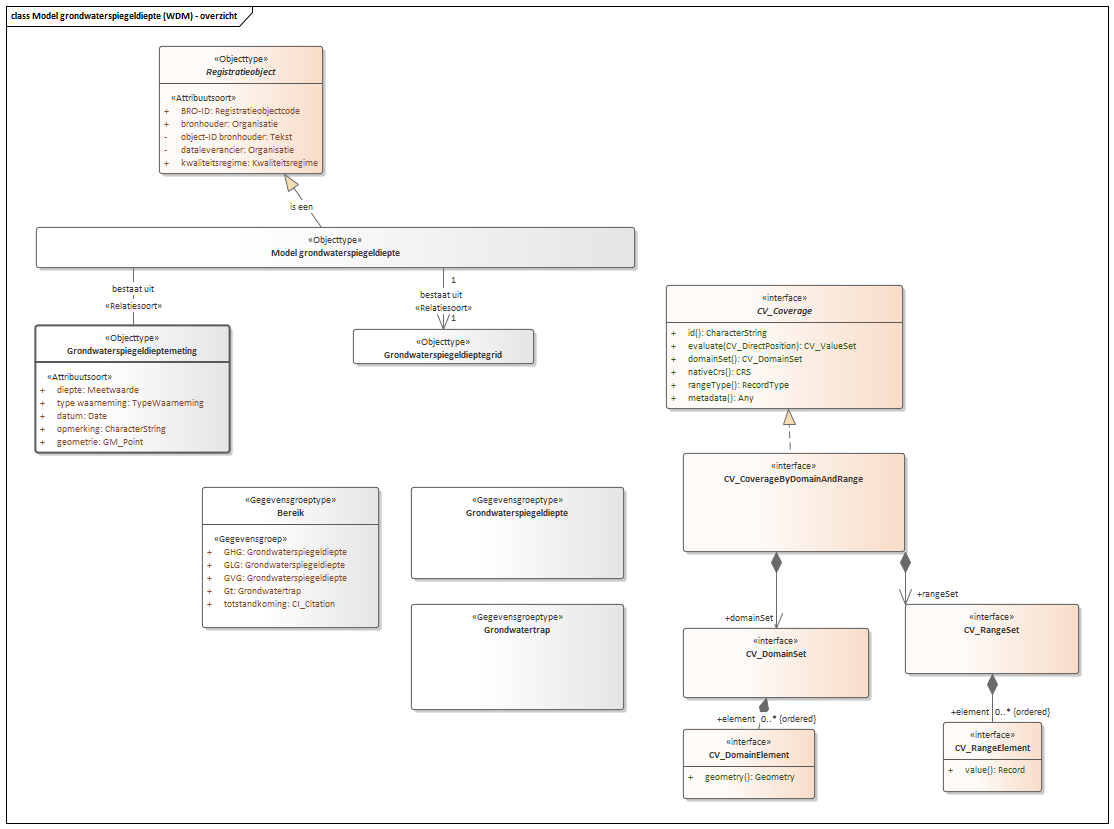 class Model grondwaterspiegeldiepte (WDM) - overzicht
«Objecttype»
Registratieobject
«Attribuutsoort»
+ BRO-ID: Registratieobjectcode
+ bronhouder: Organisatie
- object-ID bronhouder: Tekst
- dataleverancier: Organisatie
+ kwaliteitsregime: Kwaliteitsregime
is een
«Objecttype»
Model grondwaterspiegeldiepte
bestaat uit
«Relatiesoort»
1
bestaat uit
«Relatiesoort»
1
«Objecttype»
Grondwaterspiegeldieptemeting
«Attribuutsoort»
+ diepte: Meetwaarde
+ type waarneming: TypeWaarneming
+ datum: Date
+ opmerking: CharacterString
+ geometrie: GM_Point
«Objecttype»
Grondwaterspiegeldieptegrid
«interface»
CV_Coverage
+ id(): CharacterString
+ evaluate(CV_DirectPosition): CV_ValueSet
+ domainSet(): CV_DomainSet
+ nativeCrs(): CRS
+ rangeType(): RecordType
+ metadata(): Any
«interface»
CV_CoverageByDomainAndRange
«Gegevensgroeptype»
Bereik
«Gegevensgroep»
+ GHG: Grondwaterspiegeldiepte
+ GLG: Grondwaterspiegeldiepte
+ GVG: Grondwaterspiegeldiepte
+ Gt: Grondwatertrap
+ totstandkoming: CI_Citation
«Gegevensgroeptype»
Grondwaterspiegeldiepte
«Gegevensgroeptype»
Grondwatertrap
+domainSet
+rangeSet
«interface»
CV_DomainSet
«interface»
CV_RangeSet
+element 0..* {ordered}
+element 0..* {ordered}
«interface»
CV_DomainElement
+ geometry(): Geometry
«interface»
CV_RangeElement
+ value(): Record